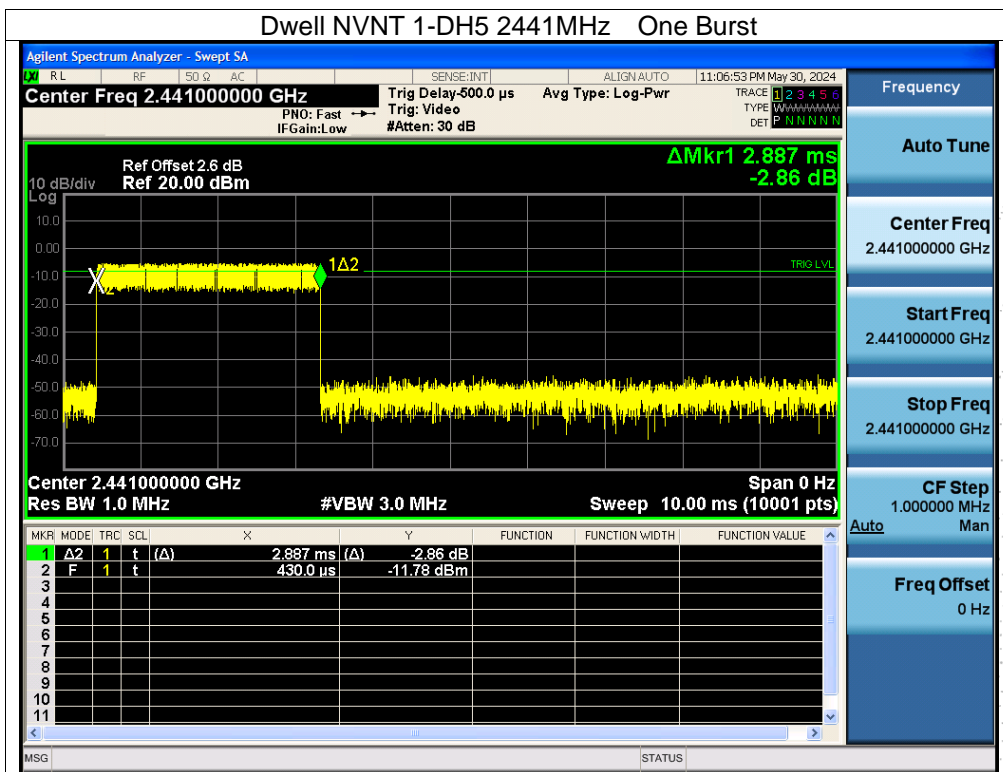 Dwell NVNT 1-DH5 2441MHz One Burst
Agilent Spectrum Analyzer - Swept SA
LXI RL RF 50 Ω AC SENSE:INT ALIGN AUTO 11:06:53 PM May 30, 2024
Center Freq 2.441000000 GHz Trig Delay-500.0 µs Avg Type: Log-Pwr TRACE 1 2 3 4 5 6
PNO: Fast Trig: Video TYPE WWWWWW
IFGain:Low #Atten: 30 dB DET P N N N N N
Frequency
ΔMkr1 2.887 ms
-2.86 dB
Ref Offset 2.6 dB
10 dB/div Ref 20.00 dBm
Log
10.0
0.00
-10.0
-20.0
-30.0
-40.0
-50.0
-60.0
-70.0
1Δ2
2
TRIG LVL
Center 2.441000000 GHz Span 0 Hz
Res BW 1.0 MHz #VBW 3.0 MHz Sweep 10.00 ms (10001 pts)
MKR MODE TRC SCL X Y FUNCTION FUNCTION WIDTH FUNCTION VALUE
1 Δ2 1 t (Δ) 2.887 ms (Δ) -2.86 dB
2 F 1 t 430.0 µs -11.78 dBm
3
4
5
6
7
8
9
10
11
MSG STATUS
Auto Tune
Center Freq
2.441000000 GHz
Start Freq
2.441000000 GHz
Stop Freq
2.441000000 GHz
CF Step
1.000000 MHz
Auto Man
Freq Offset
0 Hz